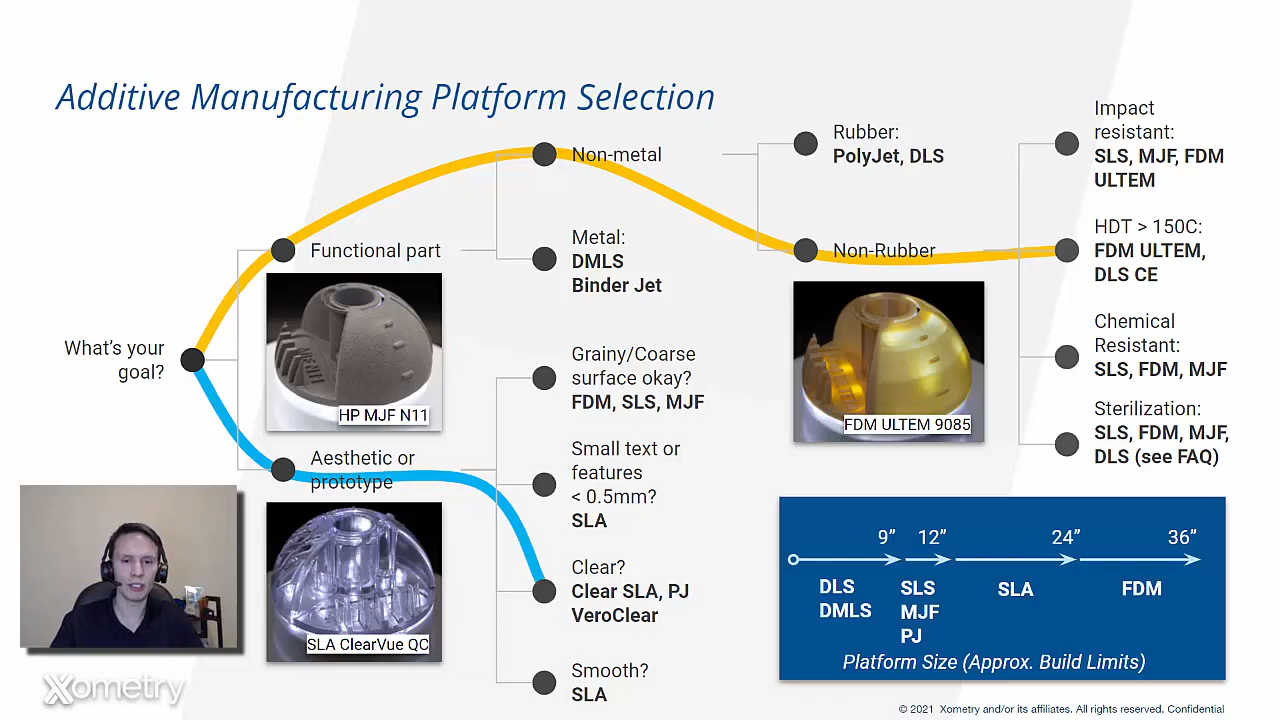 Additive Manufacturing Platform Selection
What's your
goal?
Functional part
HP MJF N11
Aesthetic or
prototype
SLA ClearVue QC
Non-metal
Metal:
DMLS
Binder Jet
Grainy/Coarse
surface okay?
FDM, SLS, MJF
Small text or
features
< 0.5mm?
SLA
Clear?
Clear SLA, PJ
VeroClear
Smooth?
SLA
Rubber:
PolyJet, DLS
Non-Rubber
FDM ULTEM 9085
Impact
resistant:
SLS, MJF, FDM
ULTEM
HDT > 150C:
FDM ULTEM,
DLS CE
Chemical
Resistant:
SLS, FDM, MJF
Sterilization:
SLS, FDM, MJF,
DLS (see FAQ)
9" 12" 24" 36"
DLS SLS SLA FDM
DMLS MJF
PJ
Platform Size (Approx. Build Limits)
Xometry
© 2021 Xometry and/or its affiliates. All rights reserved. Confidential